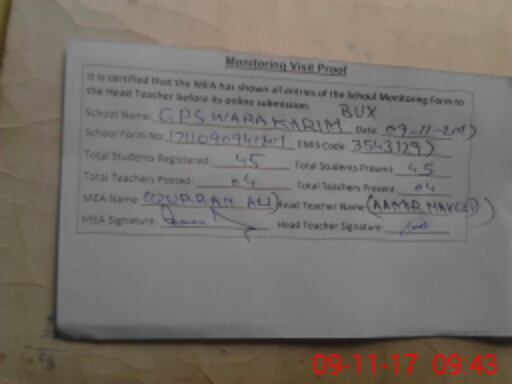 Monitoring Visit Proof
It is certified that the MEA has shown all entries of the School Monitoring Form to
the Head Teacher before its online submission.
BUX
School Name: GPS WARA KARIM Date: 09-11-2017
School Form No: EMIS Code: 35431293
Total Students Registered: 45 Total Students Present: 45
Total Teachers Posted: 04 Total Teachers Present: 04
MEA Name: ALI) Head Teacher Name: (AAMIR NAVEED)
MEA Signature: Head Teacher Signature:
09-11-17 09:43